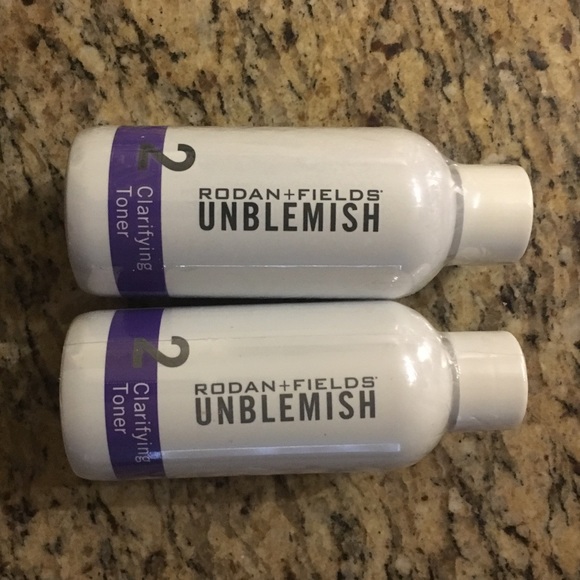 2
Clarifying
Toner
RODAN+FIELDS®
UNBLEMISH
2
Clarifying
Toner
RODAN+FIELDS®
UNBLEMISH